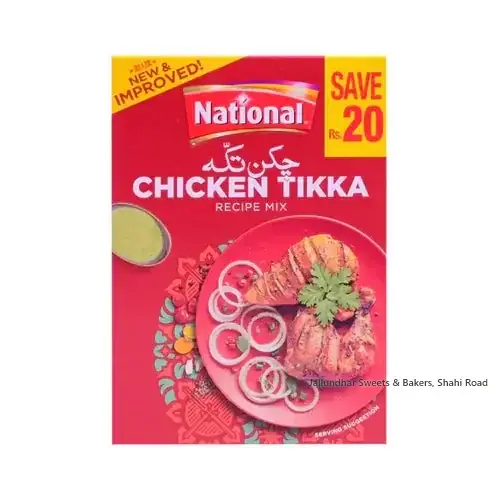 NEW &
IMPROVED!
SAVE
Rs. 20
National
چکن تکّہ
CHICKEN TIKKA
RECIPE MIX
Jallundhar Sweets & Bakers, Shahi Road
SERVING SUGGESTION